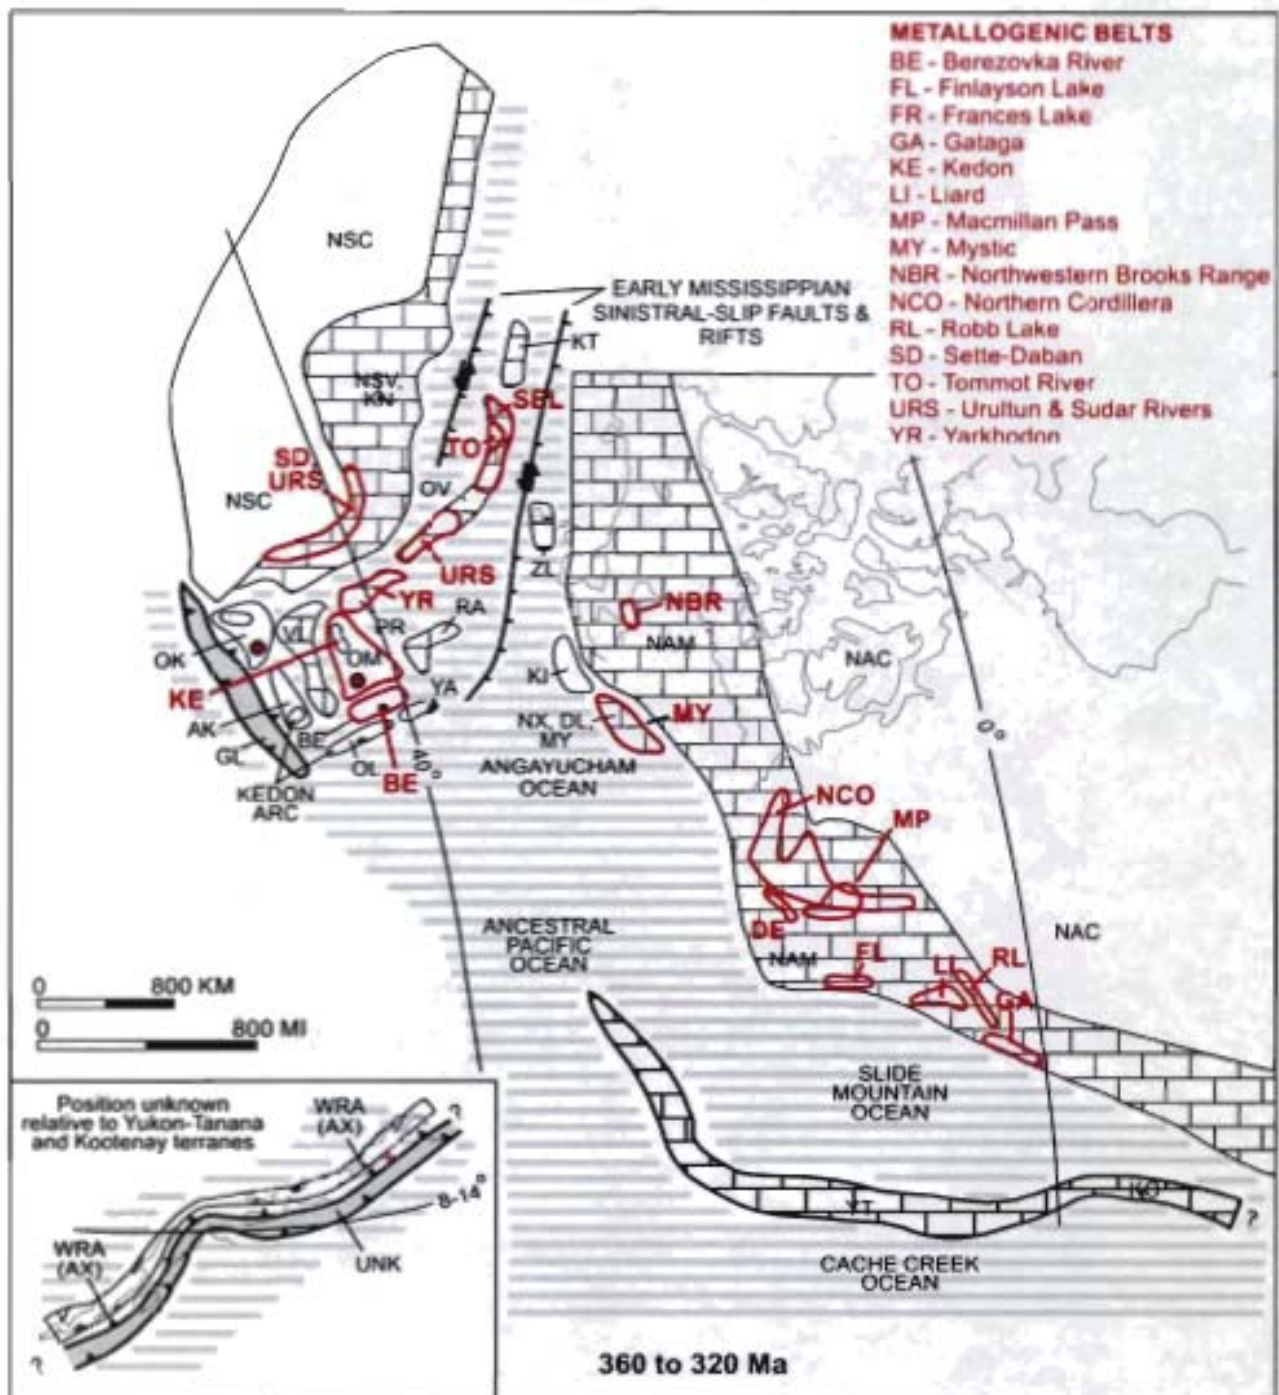 METALLOGENIC BELTS
BE - Berezovka River
FL - Finlayson Lake
FR - Frances Lake
GA - Gataga
KE - Kedon
LI - Liard
MP - Macmillan Pass
MY - Mystic
NBR - Northwestern Brooks Range
NCO - Northern Cordillera
RL - Robb Lake
SD - Sette-Daban
TO - Tommot River
URS - Urultun & Sudar Rivers
YR - Yarkhodon
NSC
EARLY MISSISSIPPIAN
SINISTRAL-SLIP FAULTS &
RIFTS
KT
NSV,
KN
SEL
TO
SD,
URS
NSC
OV
URS
ZL
YR
RA
NBR
NAM
NAC
VL
PR
OM
OK
KE
KI
YA
AK
NX, DL,
MY
MY
0°
GL
BE
OL
BE
40°
ANGAYUCHAM
OCEAN
KEDON
ARC
NCO
MP
ANCESTRAL
PACIFIC
OCEAN
DE
NAC
NAM
FL
LI
RL
GA
0 800 KM
0 800 MI
SLIDE
MOUNTAIN
OCEAN
Position unknown
relative to Yukon-Tanana
and Kootenay terranes
WRA
(AX)
?
8-14°
WRA
(AX)
UNK
?
YT
KO
?
CACHE CREEK
OCEAN
360 to 320 Ma